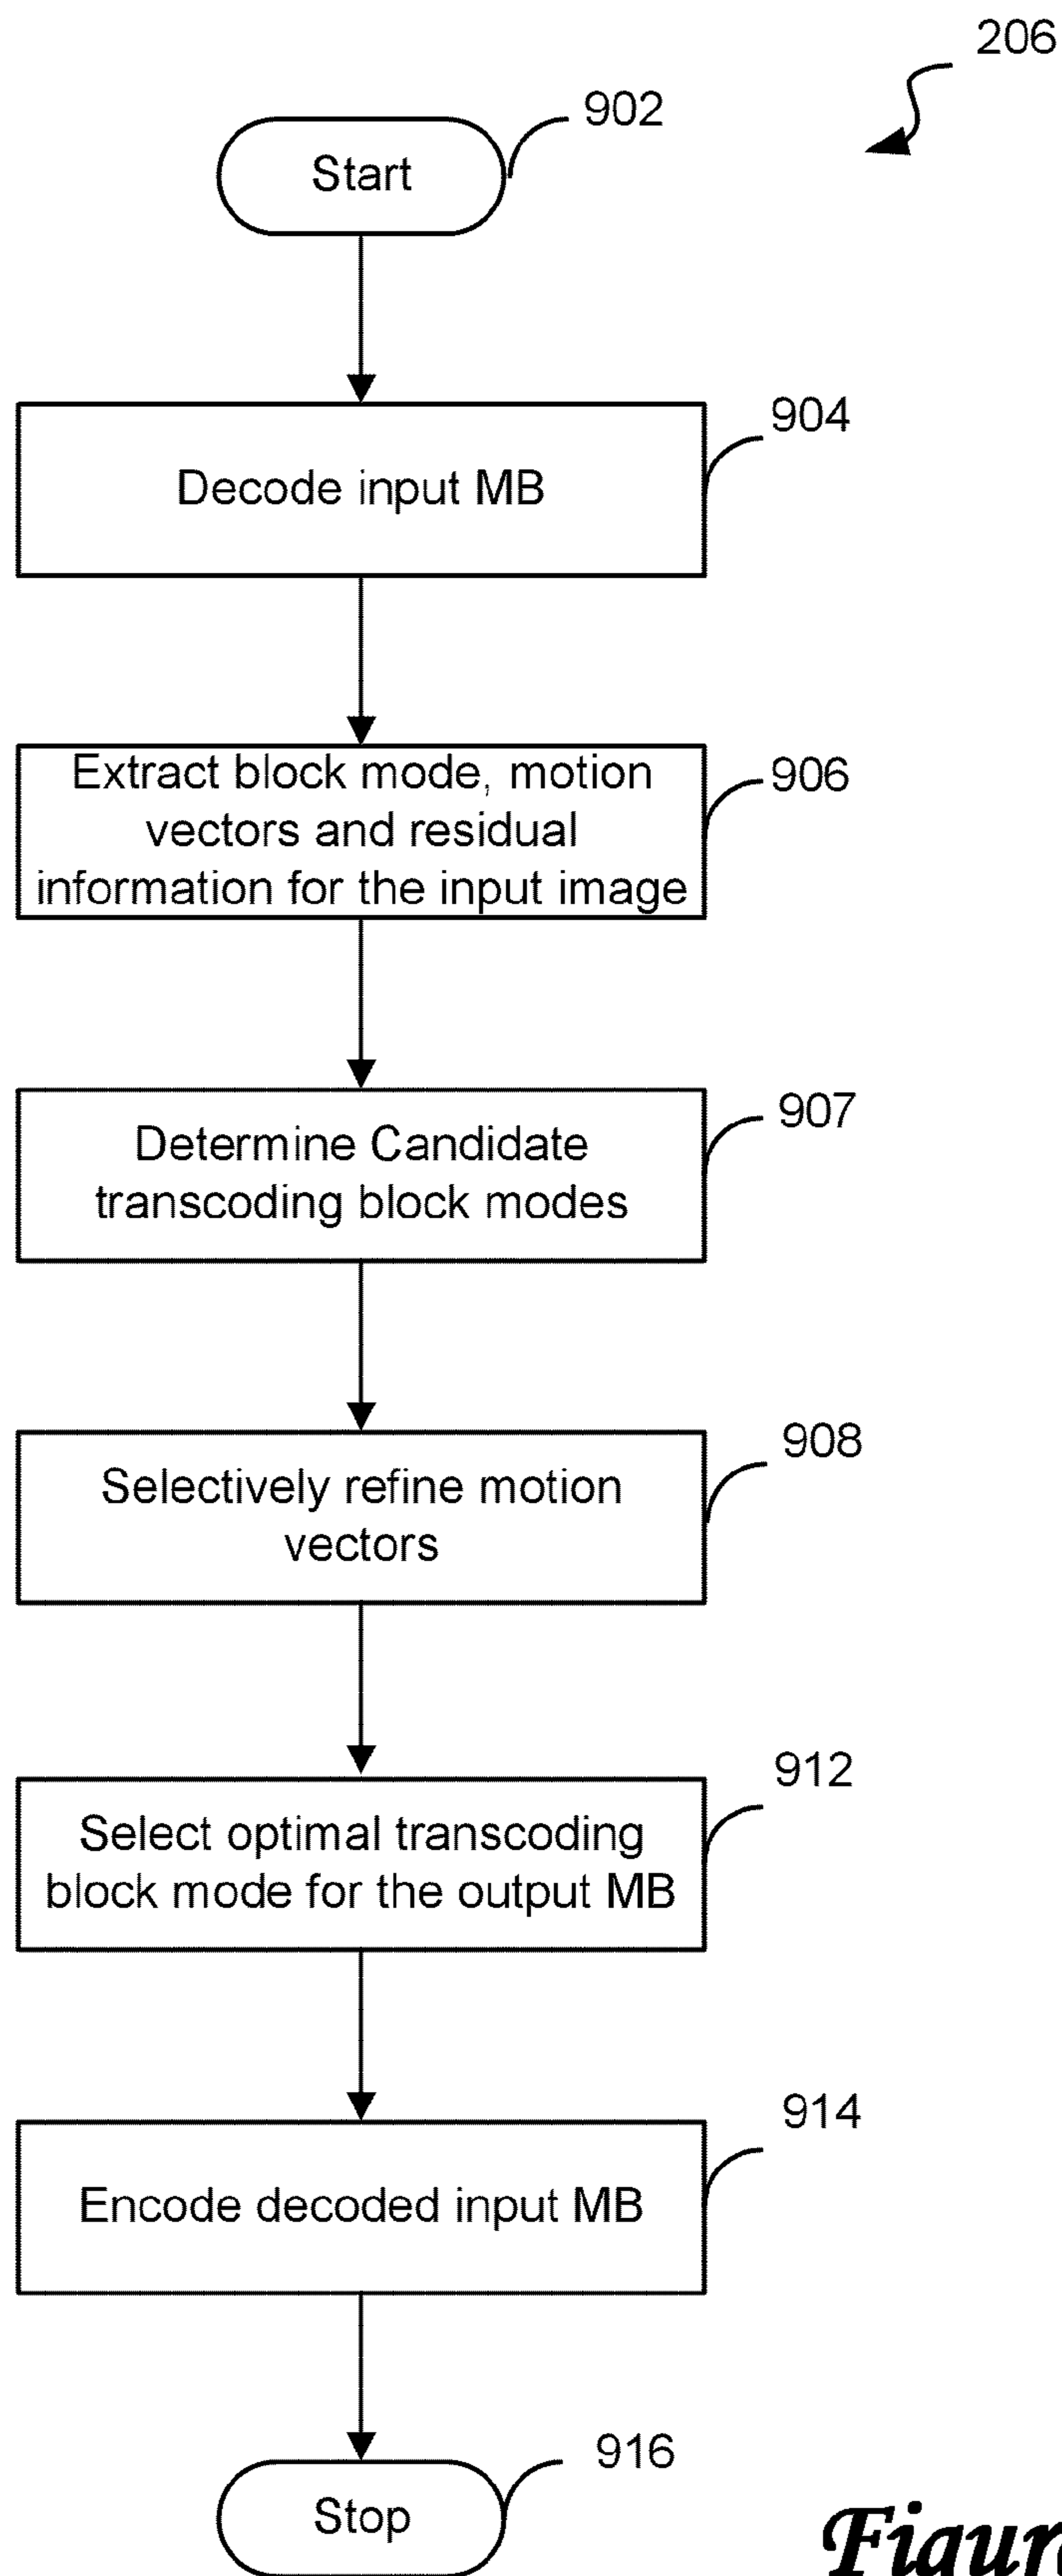 206
902
Start
904
Decode input MB
906
Extract block mode, motion
vectors and residual
information for the input image
907
Determine Candidate
transcoding block modes
908
Selectively refine motion
vectors
912
Select optimal transcoding
block mode for the output MB
914
Encode decoded input MB
916
Stop